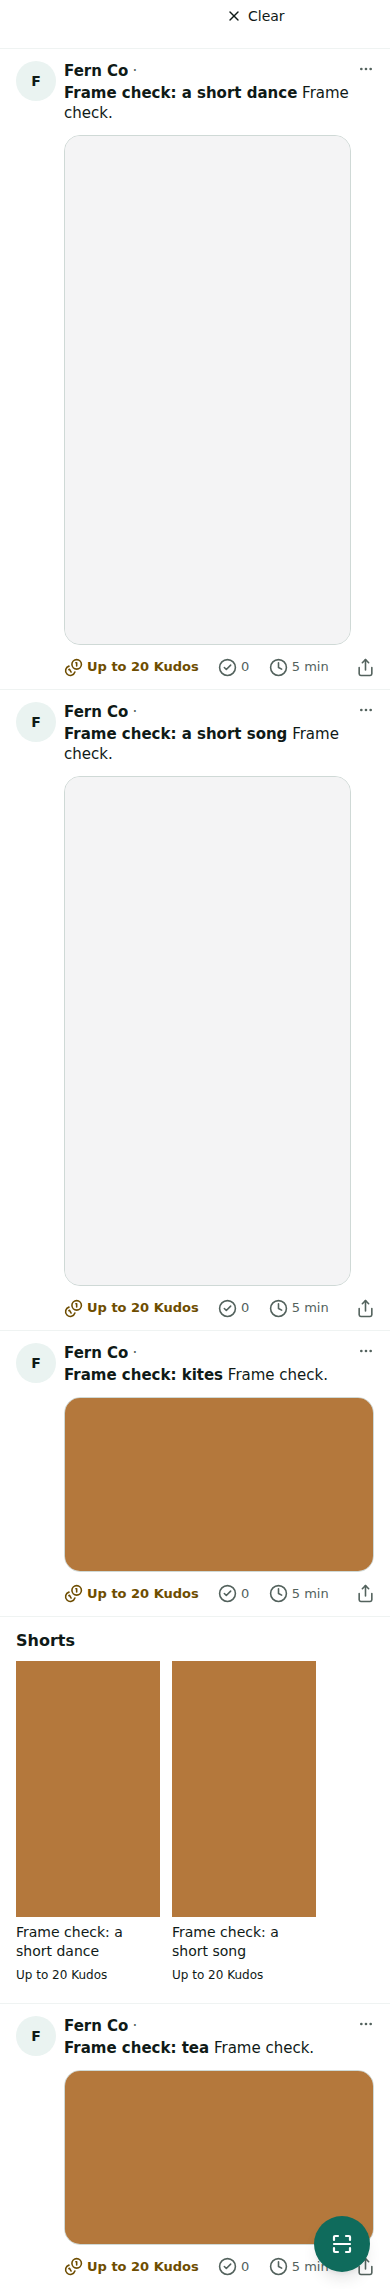 Clear
F
Fern Co ·
Frame check: a short dance Frame
check.
Up to 20 Kudos 0 5 min
F
Fern Co ·
Frame check: a short song Frame
check.
Up to 20 Kudos 0 5 min
F
Fern Co ·
Frame check: kites Frame check.
Up to 20 Kudos 0 5 min
Shorts
Frame check: a
short dance
Up to 20 Kudos
Frame check: a
short song
Up to 20 Kudos
F
Fern Co ·
Frame check: tea Frame check.
Up to 20 Kudos 0 5 min